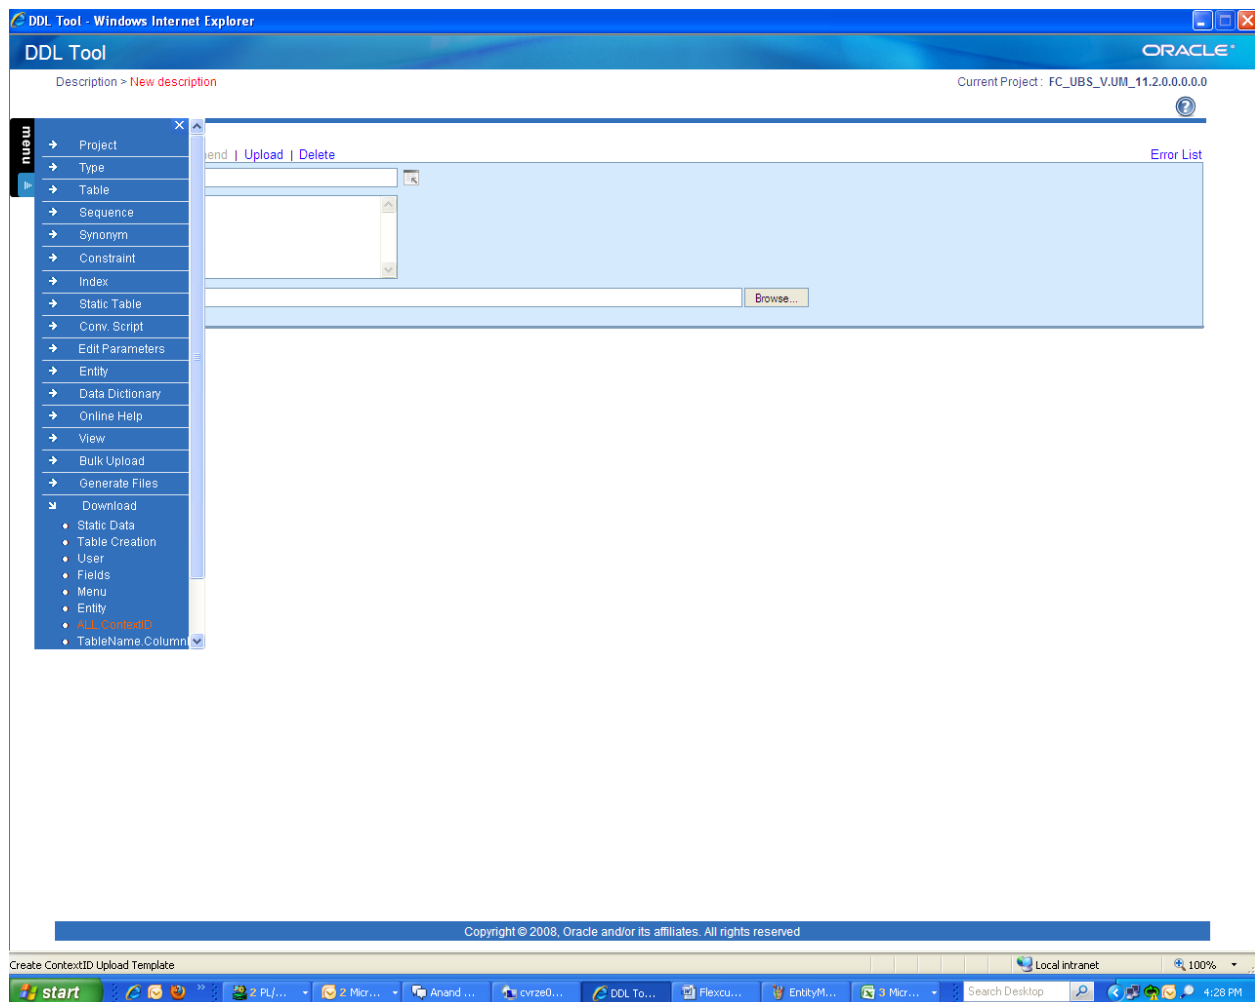 DDL Tool - Windows Internet Explorer
DDL Tool
ORACLE
Description > New description
Current Project : FC_UBS_V.UM_11.2.0.0.0.0.0
menu
Project
Type
Table
Sequence
Synonym
Constraint
Index
Static Table
Conv. Script
Edit Parameters
Entity
Data Dictionary
Online Help
View
Bulk Upload
Generate Files
Download
Static Data
Table Creation
User
Fields
Menu
Entity
ALL.ContextID
TableName.Column
| Upload | Delete
Error List
Browse...
Copyright © 2008, Oracle and/or its affiliates. All rights reserved
Create ContextID Upload Template
Local intranet
100%
start
2 PL/...
2 Micr...
Anand ...
cvrze0...
DDL To...
Flexcu...
EntityM...
3 Micr...
Search Desktop
4:28 PM